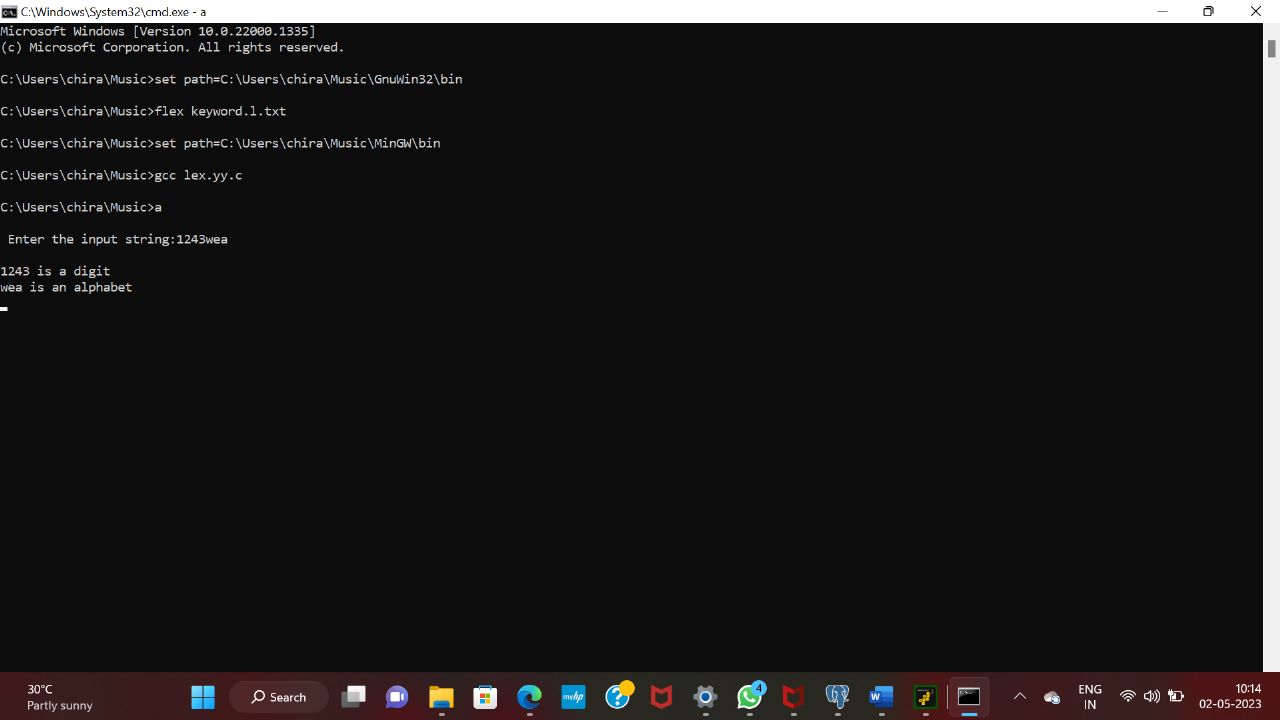 C:\Windows\System32\cmd.exe - a
Microsoft Windows [Version 10.0.22000.1335]
(c) Microsoft Corporation. All rights reserved.
C:\Users\chira\Music>set path=C:\Users\chira\Music\GnuWin32\bin
C:\Users\chira\Music>flex keyword.l.txt
C:\Users\chira\Music>set path=C:\Users\chira\Music\MinGW\bin
C:\Users\chira\Music>gcc lex.yy.c
C:\Users\chira\Music>a
Enter the input string:1243wea
1243 is a digit
wea is an alphabet
30°C
Partly sunny
Search
myhp
4
ENG
IN
10:14
02-05-2023